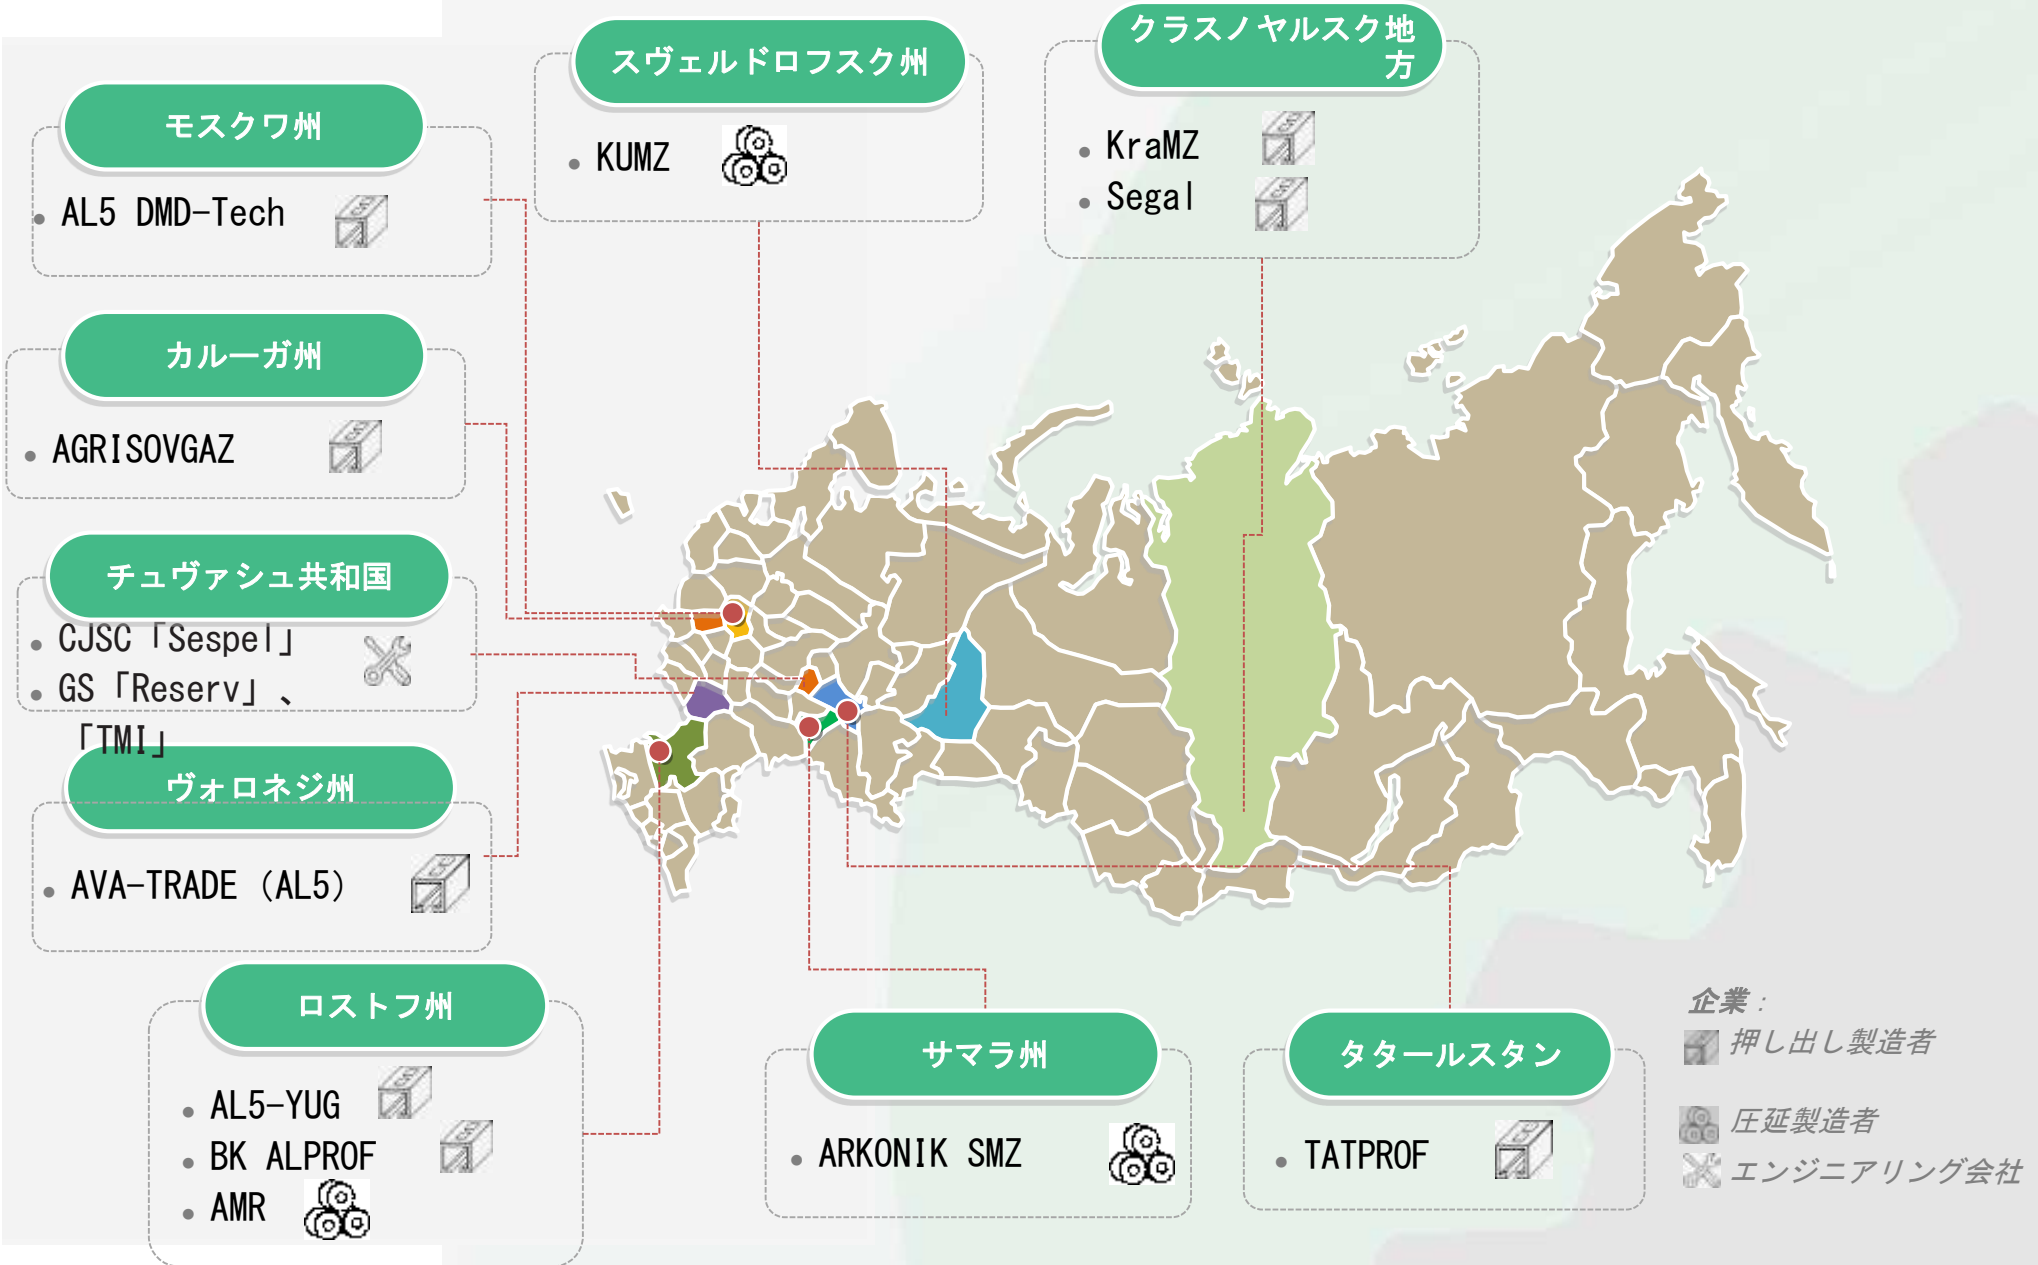 モスクワ州
• AL5 DMD-Tech
カルーガ州
• AGRISOVGAZ
チュヴァシュ共和国
• CJSC「Sespel」
• GS「Reserv」、
「TMI」
ヴォロネジ州
• AVA-TRADE (AL5)
ロストフ州
• AL5-YUG
• BK ALPROF
• AMR
スヴェルドロフスク州
• KUMZ
クラスノヤルスク地
方
• KraMZ
• Segal
サマラ州
• ARKONIK SMZ
タタールスタン
• TATPROF
企業：
押し出し製造者
圧延製造者
エンジニアリング会社